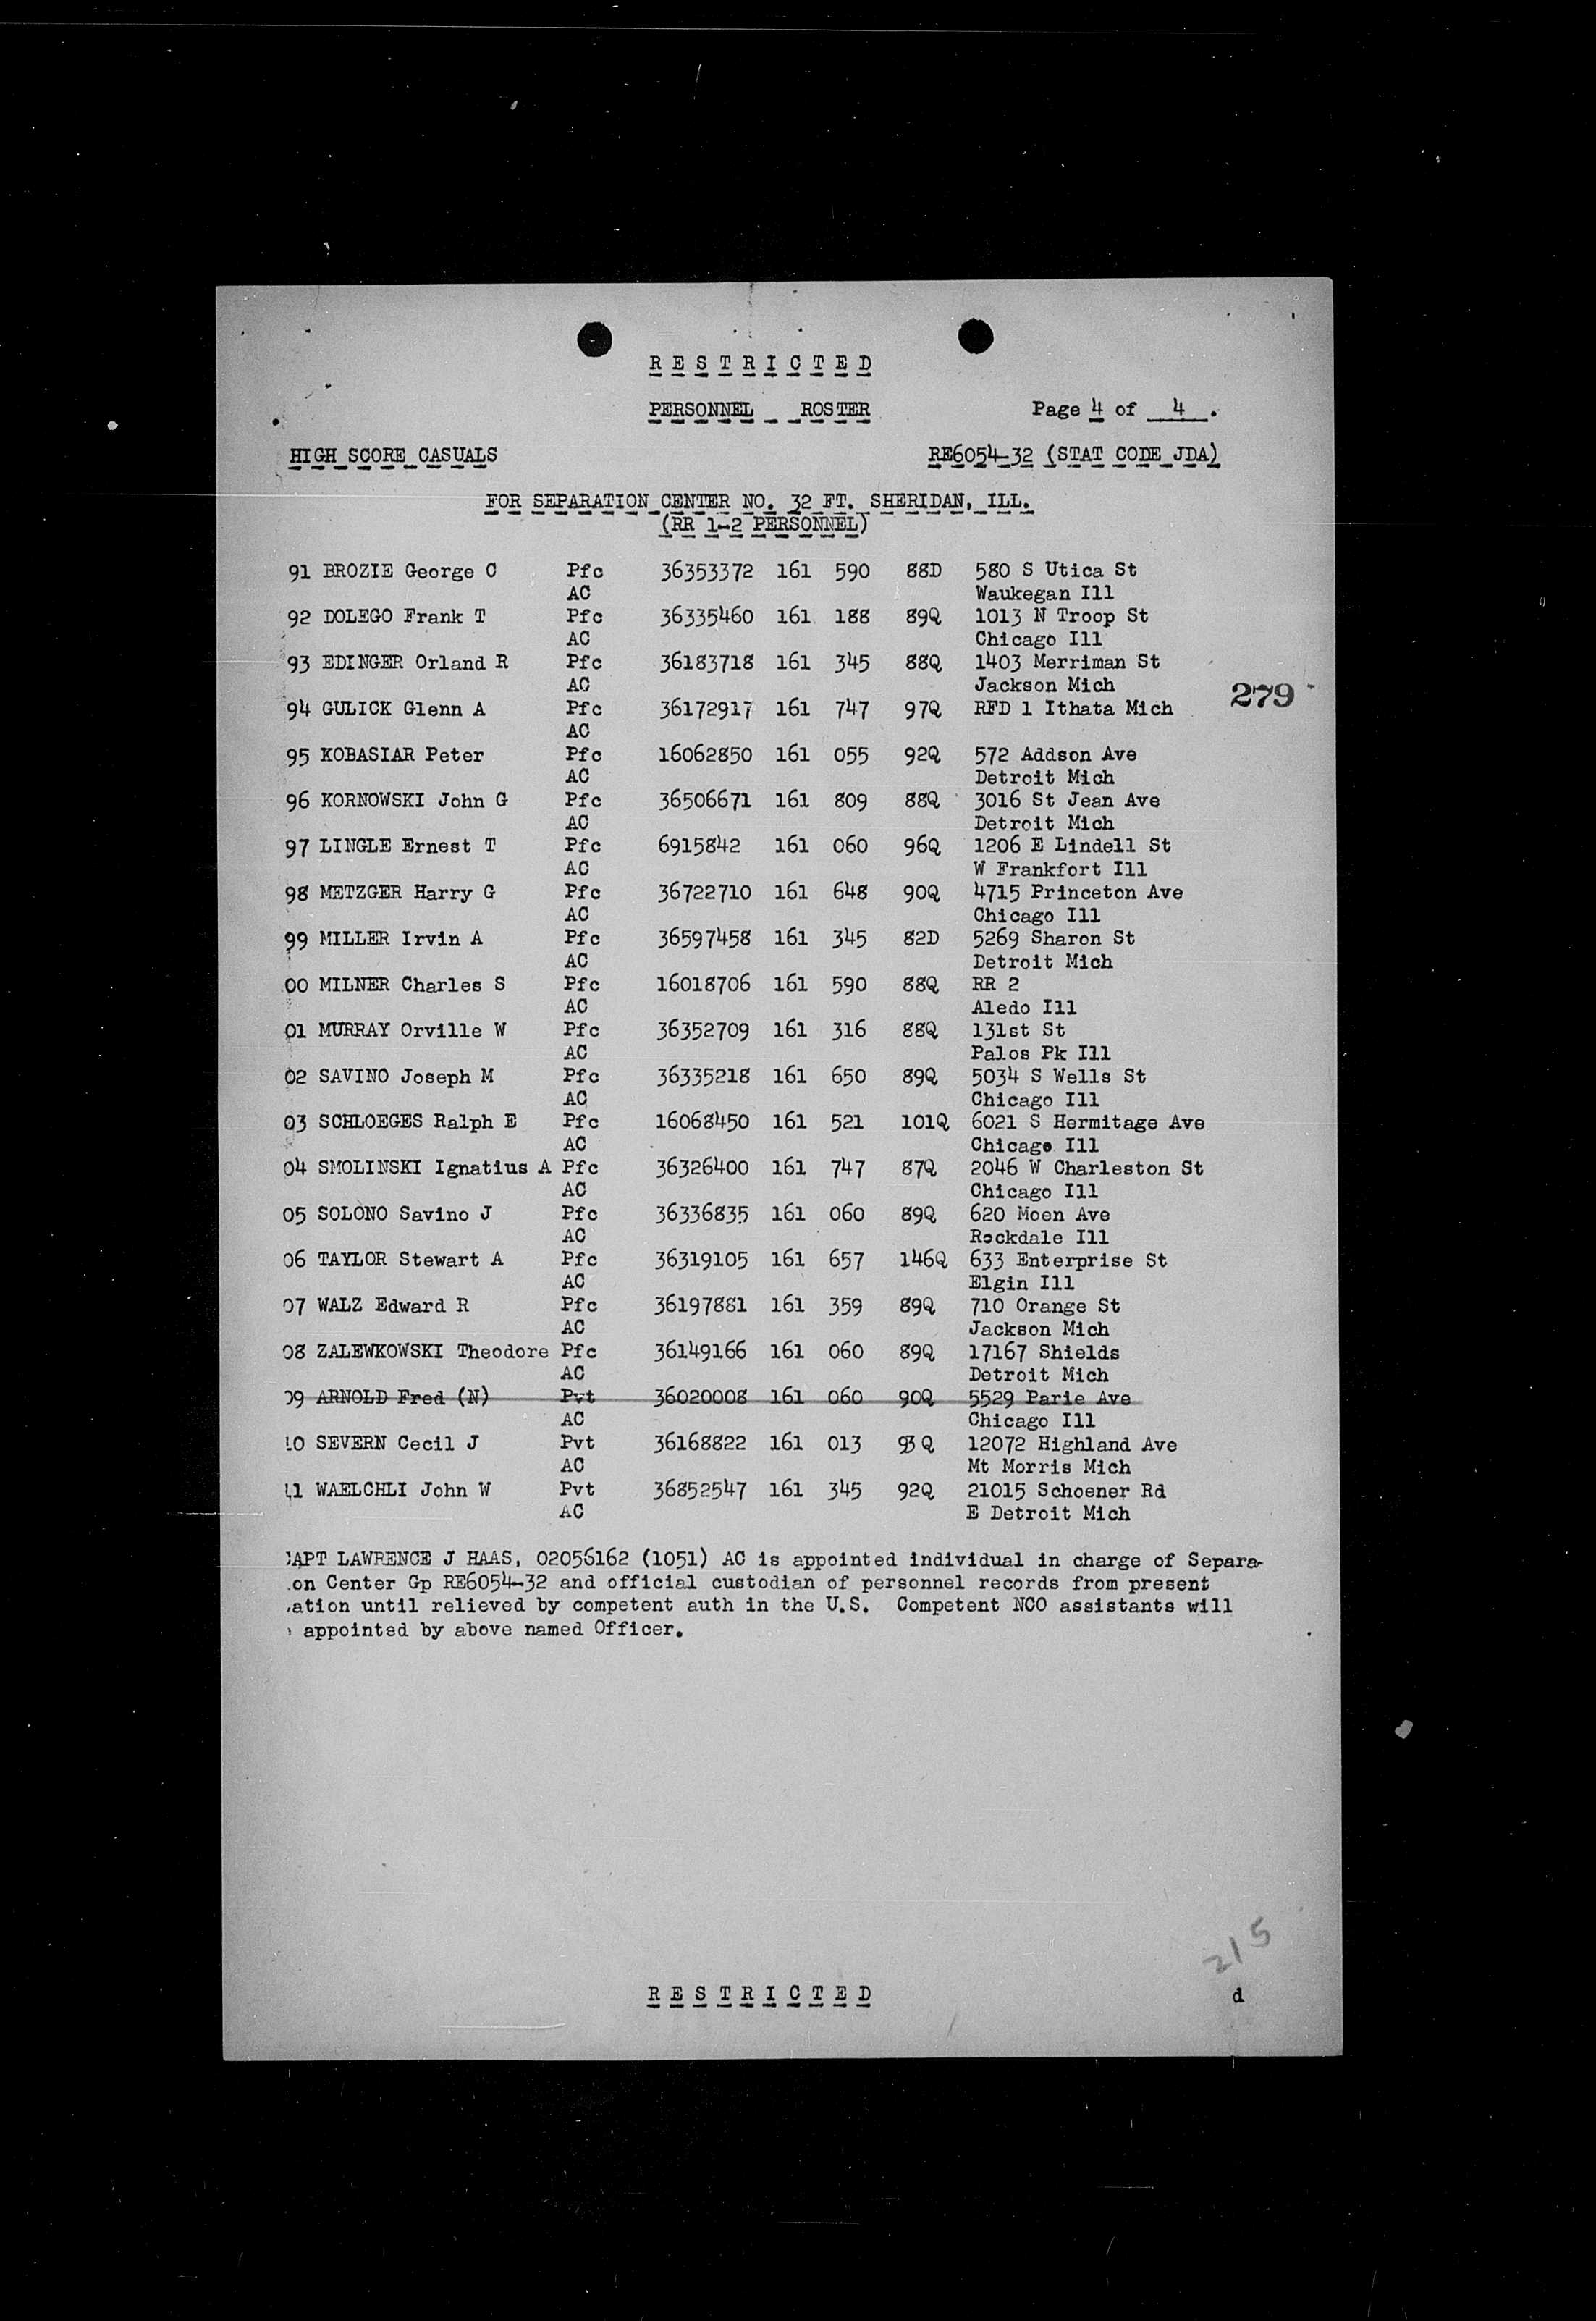 R E S T R I C T E D
PERSONNEL ROSTER Page 4 of 4 .
HIGH SCORE CASUALS RE6054-32 (STAT CODE JDA)
FOR SEPARATION CENTER NO. 32 FT. SHERIDAN, ILL.
(RR 1-2 PERSONNEL)
91 BROZIE George C Pfc 36353372 161 590 88D 580 S Utica St
AC Waukegan Ill
92 DOLEGO Frank T Pfc 36335460 161 188 89Q 1013 N Troop St
AC Chicago Ill
93 EDINGER Orland R Pfc 36183718 161 345 88Q 1403 Merriman St
AC Jackson Mich
279
94 GULICK Glenn A Pfc 36172917 161 747 97Q RFD 1 Ithata Mich
AC
95 KOBASIAR Peter Pfc 16062850 161 055 92Q 572 Addson Ave
AC Detroit Mich
96 KORNOWSKI John G Pfc 36506671 161 809 88Q 3016 St Jean Ave
AC Detroit Mich
97 LINGLE Ernest T Pfc 6915842 161 060 96Q 1206 E Lindell St
AC W Frankfort Ill
98 METZGER Harry G Pfc 36722710 161 648 90Q 4715 Princeton Ave
AC Chicago Ill
99 MILLER Irvin A Pfc 36597458 161 345 82D 5269 Sharon St
AC Detroit Mich
00 MILNER Charles S Pfc 16018706 161 590 88Q RR 2
AC Aledo Ill
01 MURRAY Orville W Pfc 36352709 161 316 88Q 131st St
AC Palos Pk Ill
02 SAVINO Joseph M Pfc 36335218 161 650 89Q 5034 S Wells St
AC Chicago Ill
03 SCHLOEGES Ralph E Pfc 16068450 161 521 101Q 6021 S Hermitage Ave
AC Chicago Ill
04 SMOLINSKI Ignatius A Pfc 36326400 161 747 87Q 2046 W Charleston St
AC Chicago Ill
05 SOLONO Savino J Pfc 36336835 161 060 89Q 620 Moen Ave
AC Rockdale Ill
06 TAYLOR Stewart A Pfc 36319105 161 657 146Q 633 Enterprise St
AC Elgin Ill
07 WALZ Edward R Pfc 36197881 161 359 89Q 710 Orange St
AC Jackson Mich
08 ZALEWKOWSKI Theodore Pfc 36149166 161 060 89Q 17167 Shields
AC Detroit Mich
09 ARNOLD Fred (N) Pvt 36020008 161 060 90Q 5529 Parie Ave
AC Chicago Ill
10 SEVERN Cecil J Pvt 36168822 161 013 93Q 12072 Highland Ave
AC Mt Morris Mich
11 WAELCHLI John W Pvt 36852547 161 345 92Q 21015 Schoener Rd
AC E Detroit Mich
CAPT LAWRENCE J HAAS, 02056162 (1051) AC is appointed individual in charge of Separa-
on Center Gp RE6054-32 and official custodian of personnel records from present
ation until relieved by competent auth in the U.S. Competent NCO assistants will
appointed by above named Officer.
215
R E S T R I C T E D d